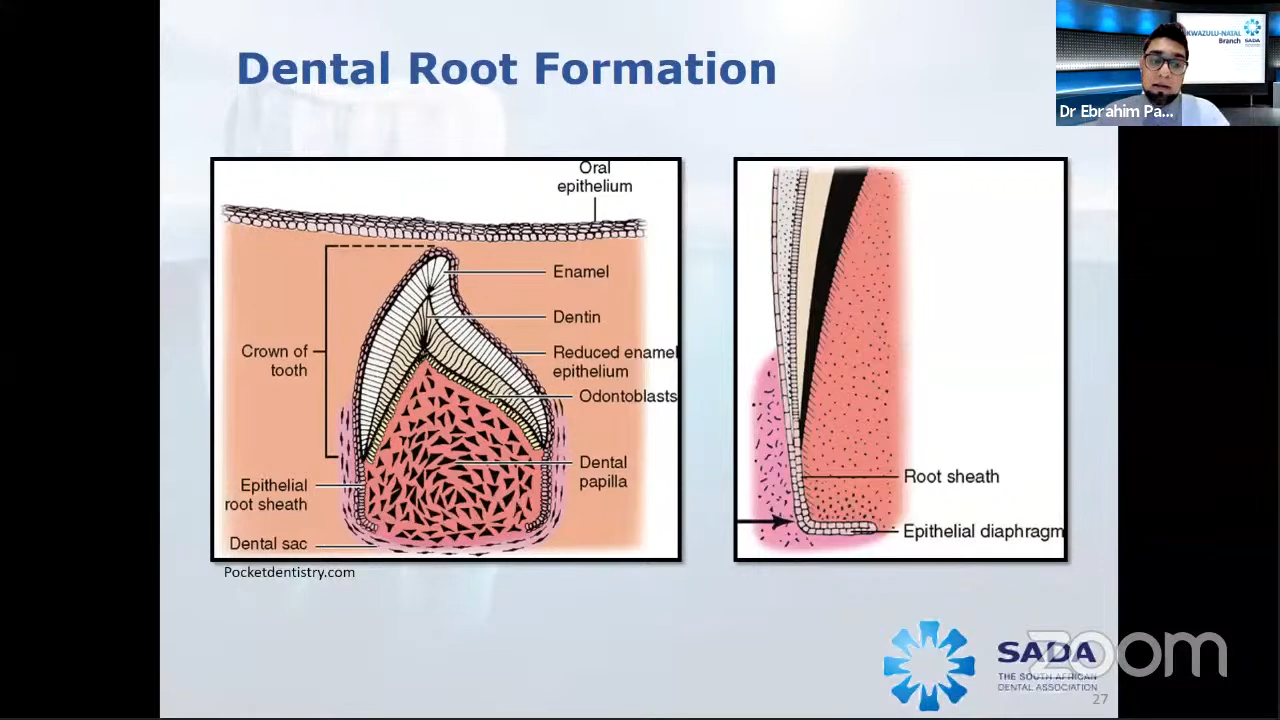 Dental Root Formation
KWAZULU-NATAL
Branch
SADA
Dr Ebrahim Pa...
Oral
epithelium
Enamel
Dentin
Reduced enamel
epithelium
Odontoblasts
Crown of
tooth
Dental
papilla
Epithelial
root sheath
Dental sac
Root sheath
Epithelial diaphragm
Pocketdentistry.com
SADA
THE SOUTH AFRICAN
DENTAL ASSOCIATION
zoom
27